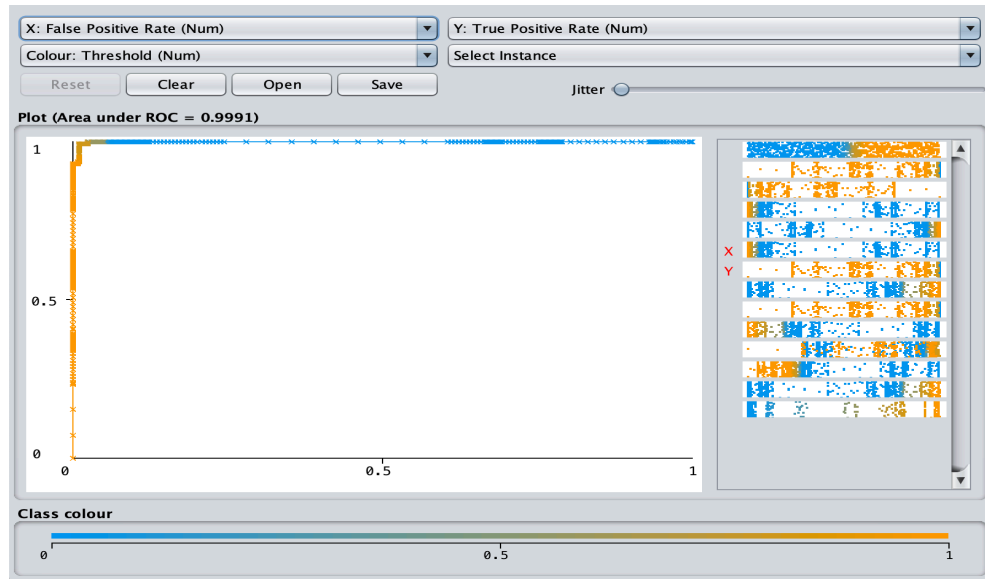 X: False Positive Rate (Num) Y: True Positive Rate (Num)
Colour: Threshold (Num) Select Instance
Reset Clear Open Save Jitter
Plot (Area under ROC = 0.9991)
1
0.5
0
0 0.5 1
X
Y
Class colour
0 0.5 1